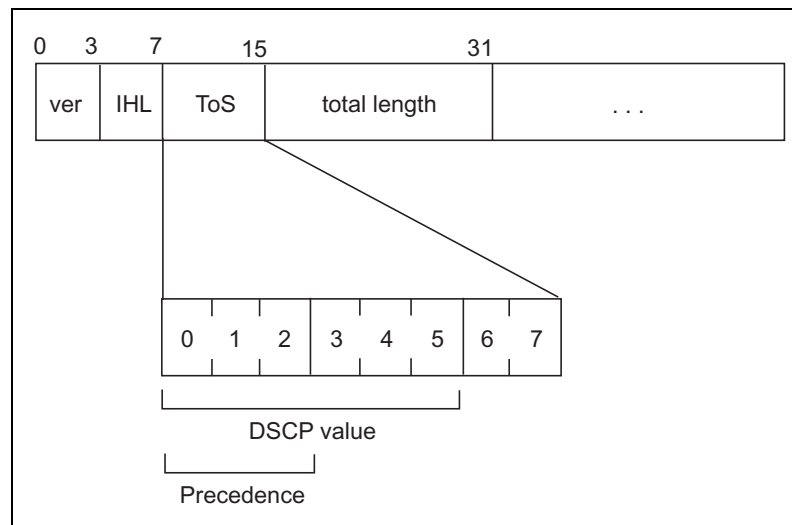 0 3 7 15 31
ver IHL ToS total length . . .
0 1 2 3 4 5 6 7
DSCP value
Precedence